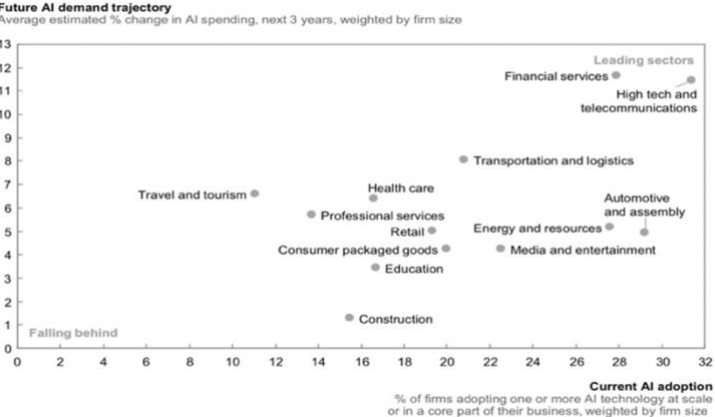 Future AI demand trajectory
Average estimated % change in AI spending, next 3 years, weighted by firm size
13
12
11
10
9
8
7
6
5
4
3
2
1
0
Leading sectors
Financial services
High tech and
telecommunications
Transportation and logistics
Travel and tourism
Health care
Automotive
and assembly
Professional services
Retail
Energy and resources
Consumer packaged goods
Media and entertainment
Education
Construction
Falling behind
0 2 4 6 8 10 12 14 16 18 20 22 24 26 28 30 32
Current AI adoption
% of firms adopting one or more AI technology at scale
or in a core part of their business, weighted by firm size